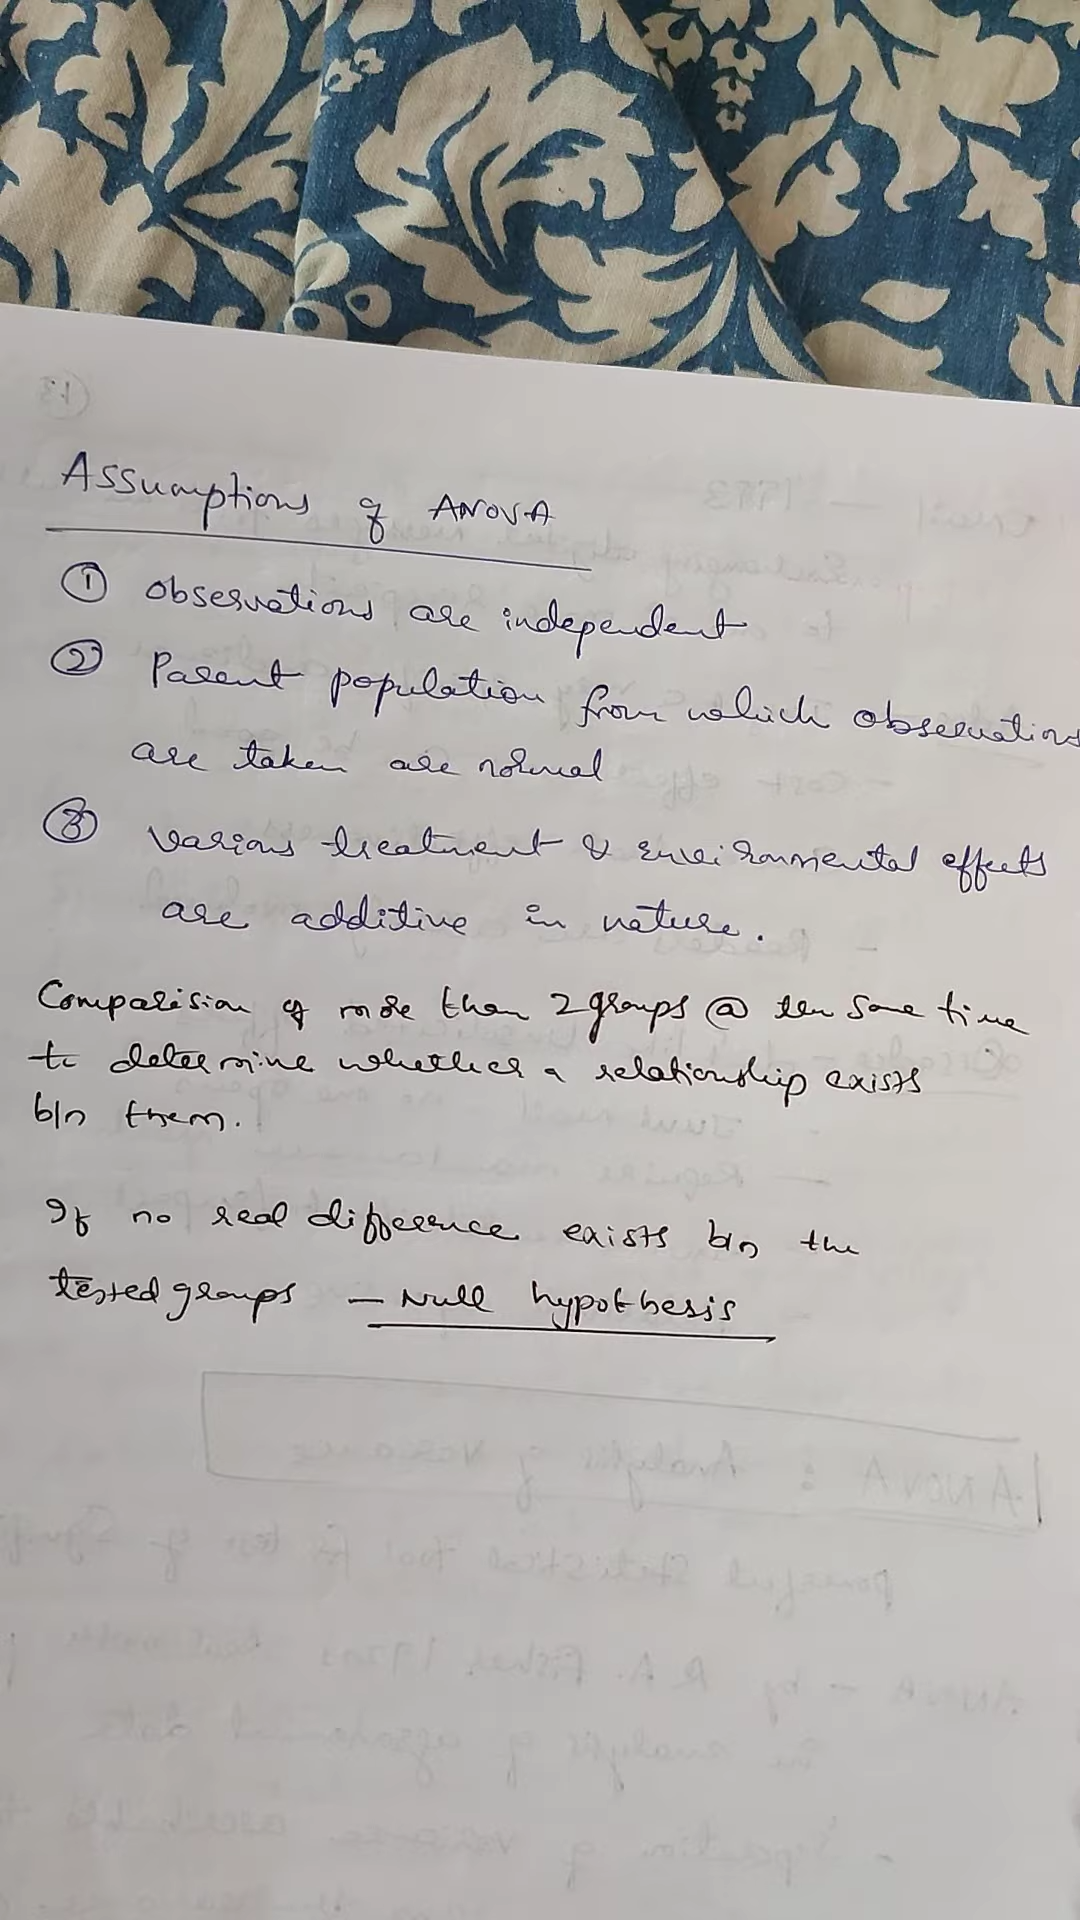 Assumptions of ANOVA
① Observations are independent
② Parent population from which observations
are taken are normal
③ Various treatment & Environmental effects
are additive in nature.
Comparision of more than 2 groups @ the same time
to determine whether a relationship exists
b/n them.
If no real difference exists b/n the
tested groups — Null hypothesis